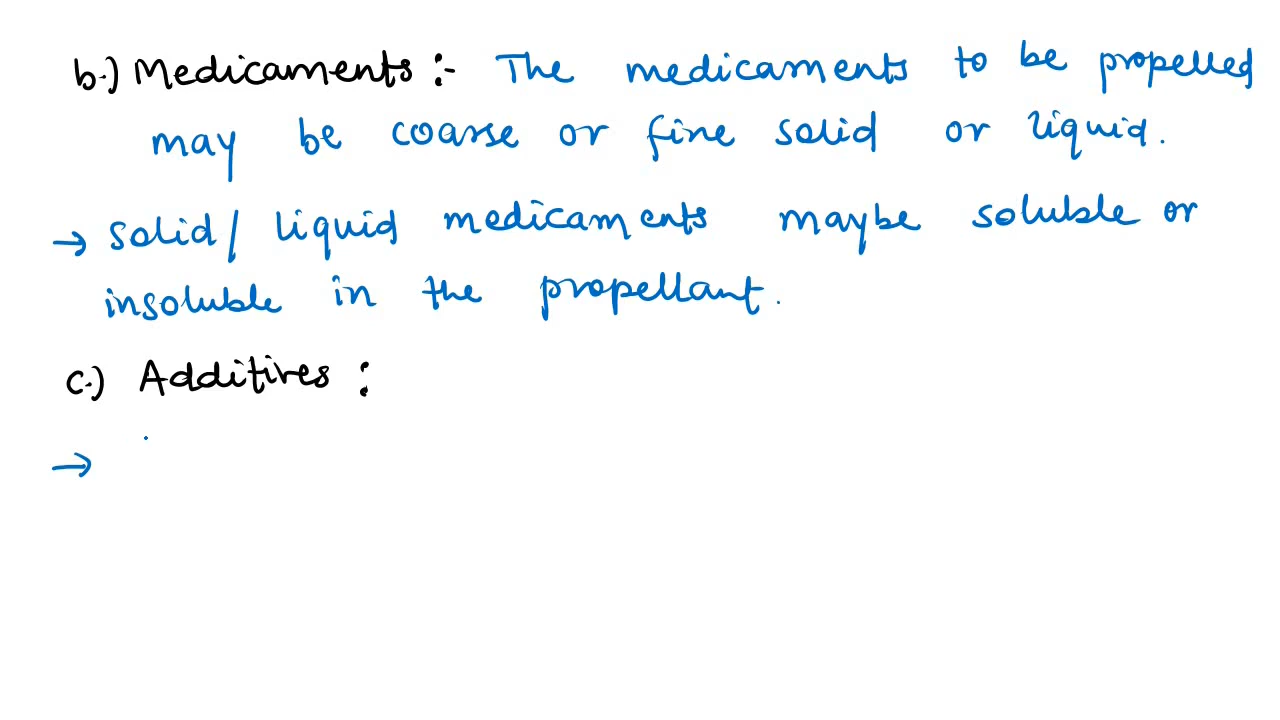 b.) Medicaments :- The medicaments to be propelled
may be coarse or fine solid or liquid.
→ solid/ liquid medicaments maybe soluble or
insoluble in the propellant.
c.) Additives :
→